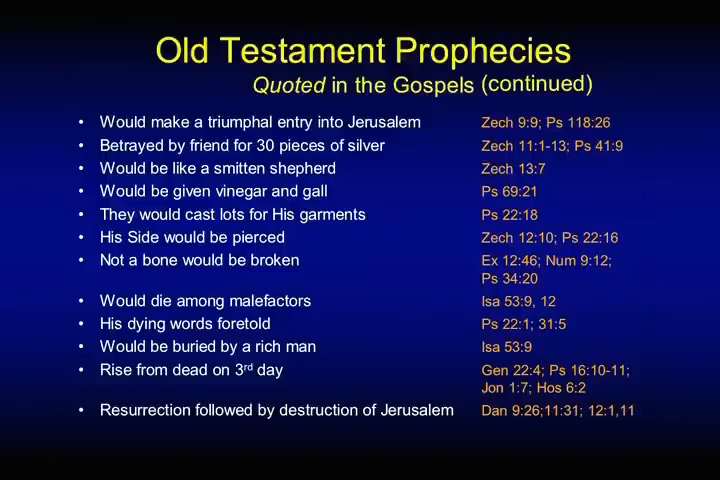 Old Testament Prophecies
Quoted in the Gospels (continued)
• Would make a triumphal entry into Jerusalem Zech 9:9; Ps 118:26
• Betrayed by friend for 30 pieces of silver Zech 11:1-13; Ps 41:9
• Would be like a smitten shepherd Zech 13:7
• Would be given vinegar and gall Ps 69:21
• They would cast lots for His garments Ps 22:18
• His Side would be pierced Zech 12:10; Ps 22:16
• Not a bone would be broken Ex 12:46; Num 9:12;
Ps 34:20
• Would die among malefactors Isa 53:9, 12
• His dying words foretold Ps 22:1; 31:5
• Would be buried by a rich man Isa 53:9
• Rise from dead on 3rd day Gen 22:4; Ps 16:10-11;
Jon 1:7; Hos 6:2
• Resurrection followed by destruction of Jerusalem Dan 9:26;11:31; 12:1,11